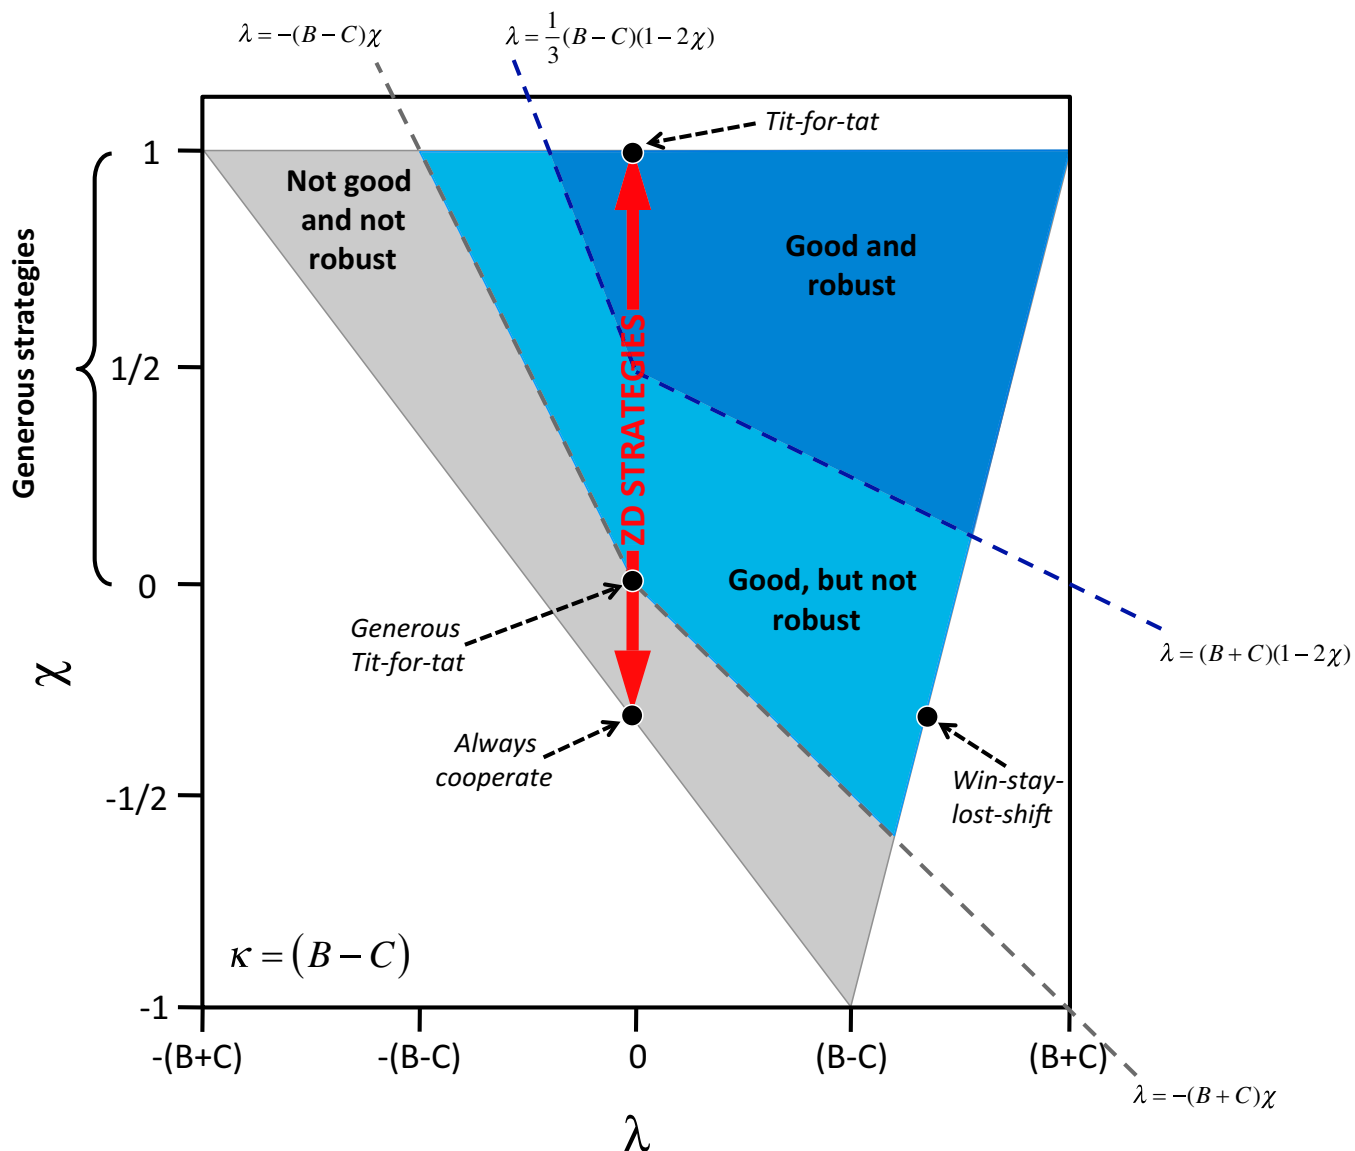 λ = −(B − C)χ
λ = 1/3 (B − C)(1 − 2χ)
Tit-for-tat
1
Not good
and not
robust
Good and
robust
Generous strategies
1/2
ZD STRATEGIES
0
Good, but not
robust
Generous
Tit-for-tat
λ = (B + C)(1 − 2χ)
χ
Always
cooperate
Win-stay-
lost-shift
-1/2
κ = (B − C)
-1
-(B+C)
-(B-C)
0
(B-C)
(B+C)
λ = −(B + C)χ
λ